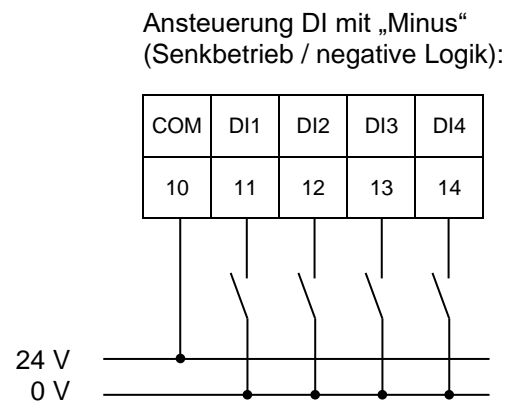 Ansteuerung DI mit „Minus“
(Senkbetrieb / negative Logik):
COM DI1 DI2 DI3 DI4
10 11 12 13 14
24 V
0 V